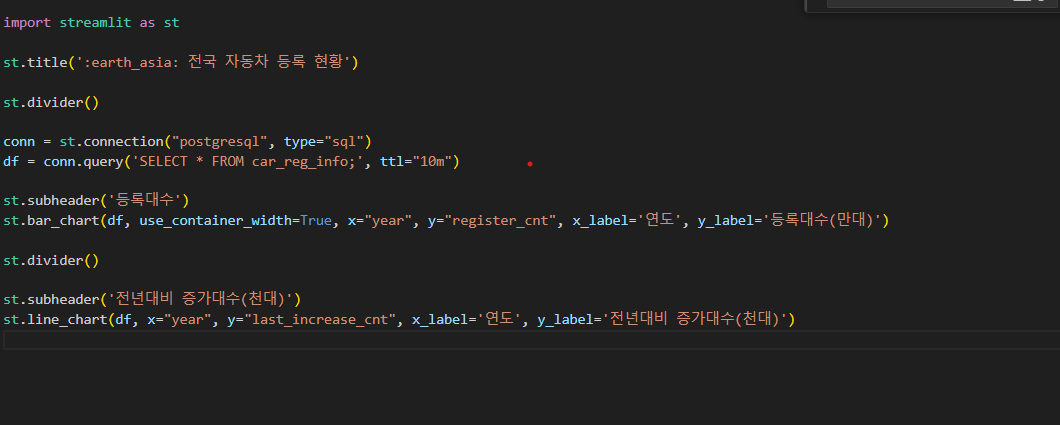 import streamlit as st
st.title(':earth_asia: 전국 자동차 등록 현황')
st.divider()
conn = st.connection("postgresql", type="sql")
df = conn.query('SELECT * FROM car_reg_info;', ttl="10m")
st.subheader('등록대수')
st.bar_chart(df, use_container_width=True, x="year", y="register_cnt", x_label='연도', y_label='등록대수(만대)')
st.divider()
st.subheader('전년대비 증가대수(천대)')
st.line_chart(df, x="year", y="last_increase_cnt", x_label='연도', y_label='전년대비 증가대수(천대)')